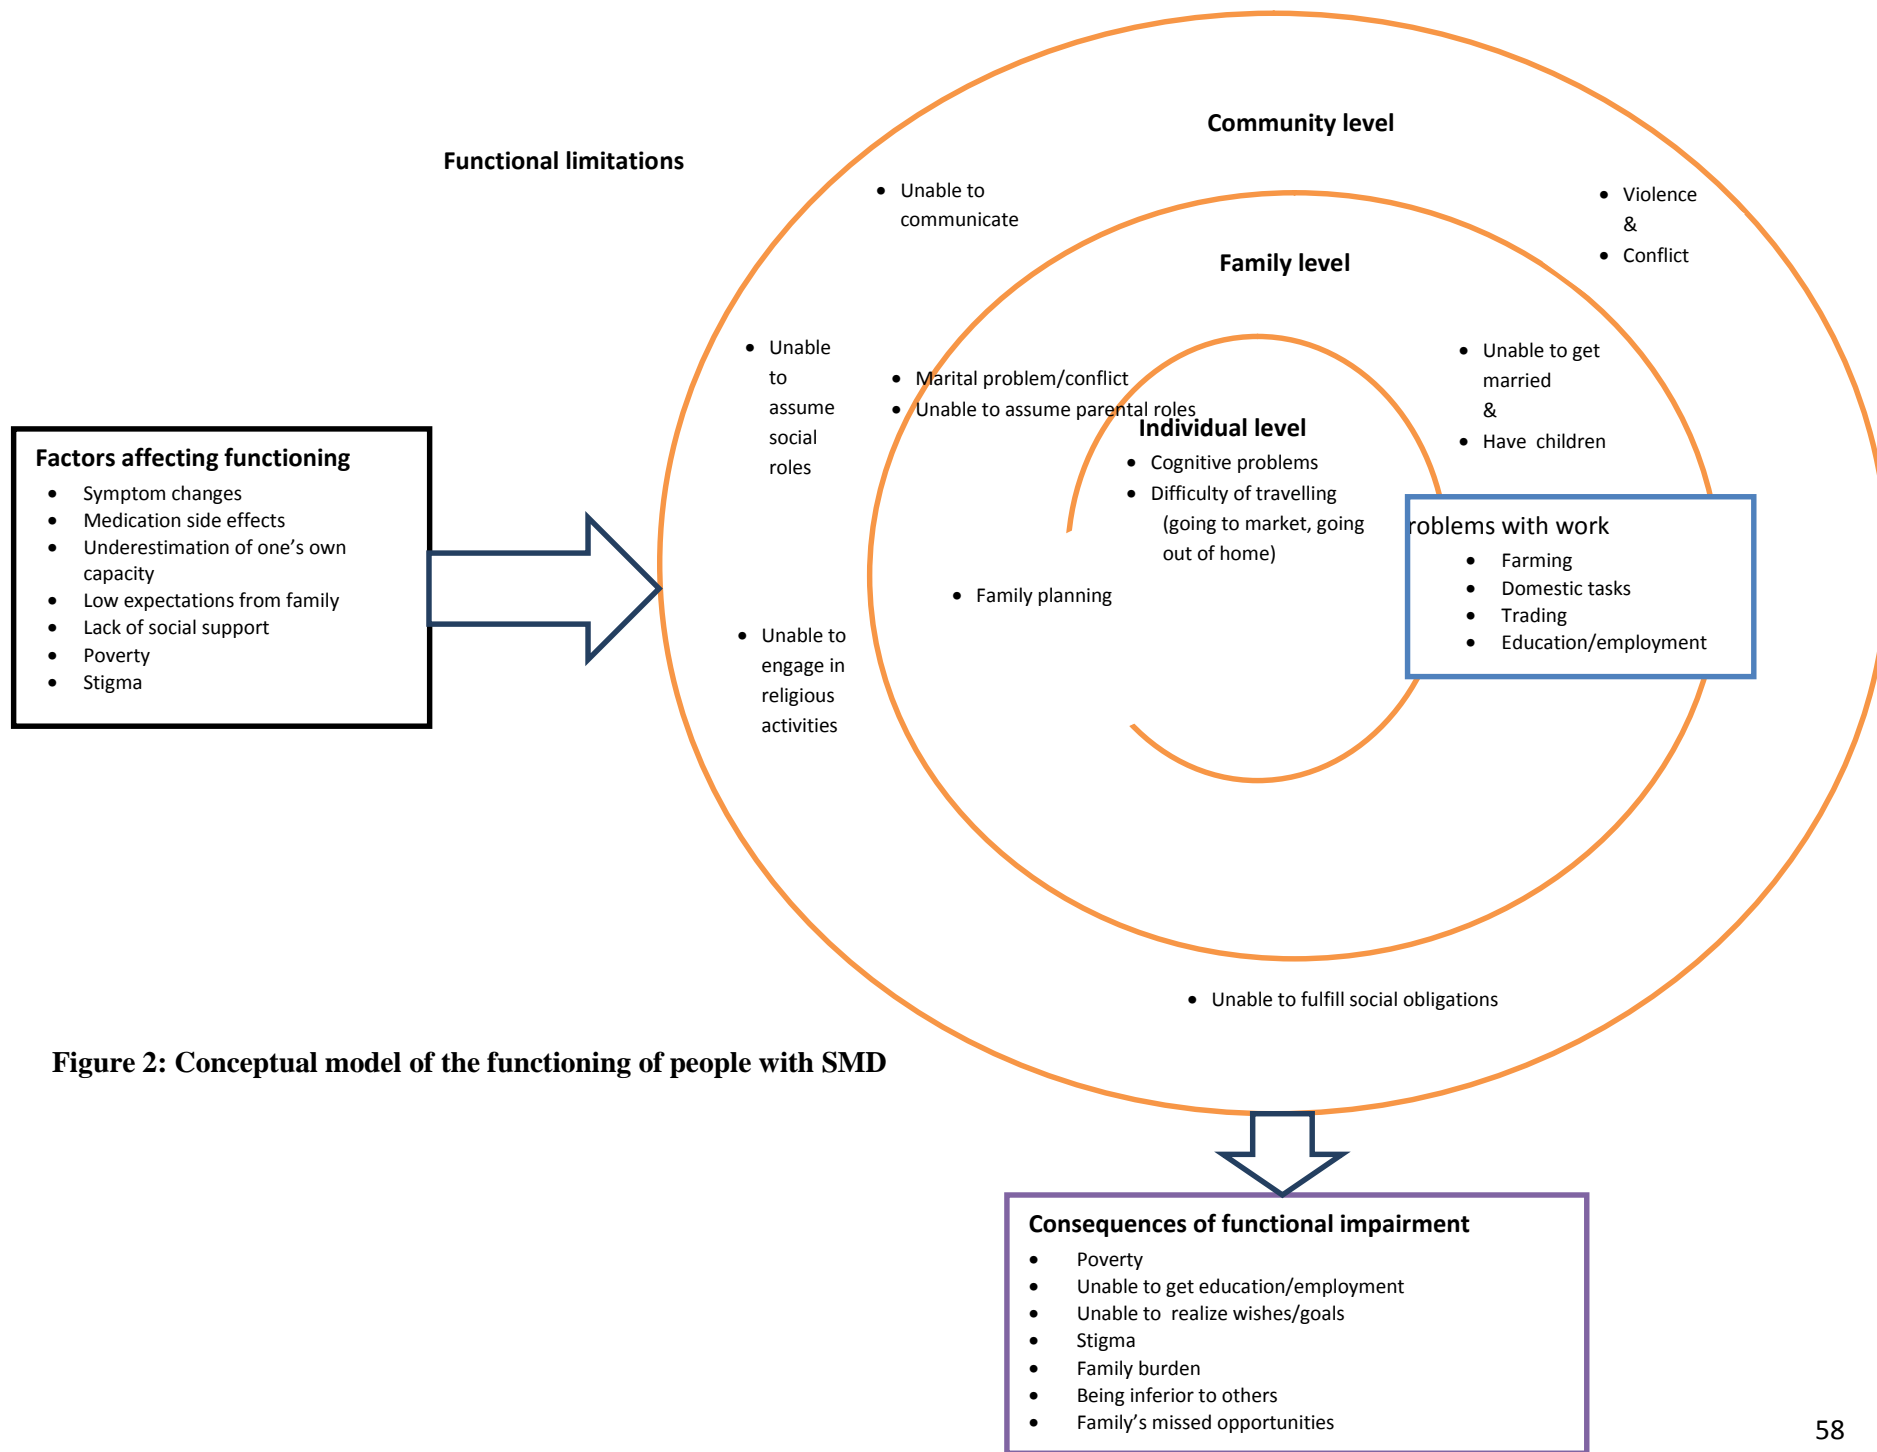 Community level
Functional limitations
• Unable to
communicate
• Violence
&
• Conflict
Family level
• Unable
to
assume
social
roles
• Marital problem/conflict
• Unable to assume parental roles
• Unable to get
married
&
• Have children
Individual level
• Cognitive problems
• Difficulty of travelling
(going to market, going
out of home)
Factors affecting functioning
• Symptom changes
• Medication side effects
• Underestimation of one’s own
capacity
• Low expectations from family
• Lack of social support
• Poverty
• Stigma
roblems with work
• Farming
• Domestic tasks
• Trading
• Education/employment
• Family planning
• Unable to
engage in
religious
activities
• Unable to fulfill social obligations
Figure 2: Conceptual model of the functioning of people with SMD
Consequences of functional impairment
• Poverty
• Unable to get education/employment
• Unable to  realize wishes/goals
• Stigma
• Family burden
• Being inferior to others
• Family’s missed opportunities
58